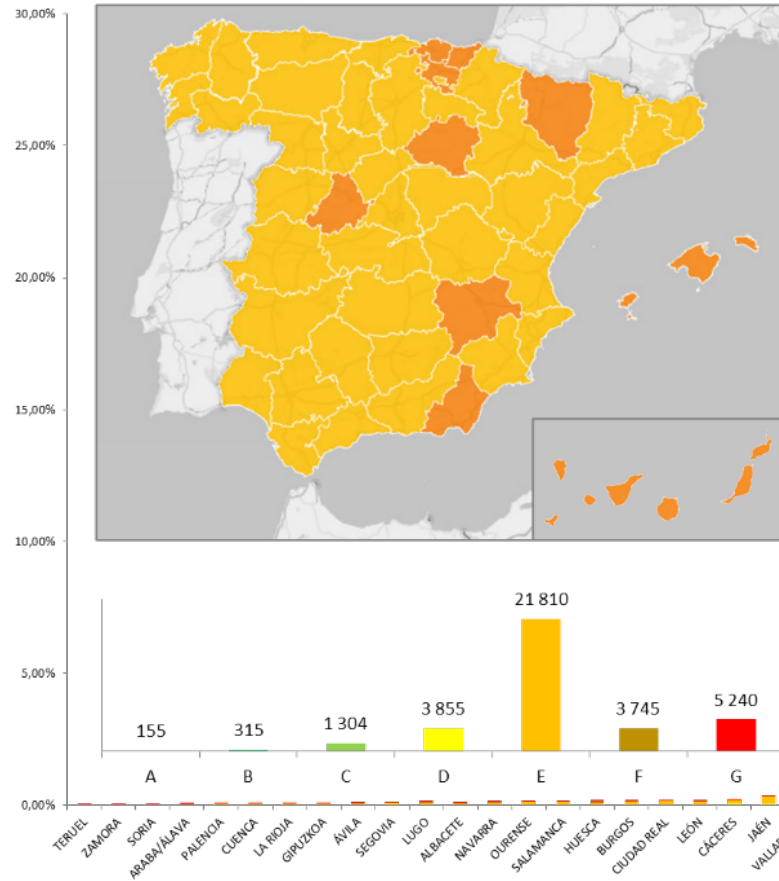 30,00%
25,00%
20,00%
15,00%
10,00%
5,00%
0,00%
155
315
1 304
3 855
21 810
3 745
5 240
A
B
C
D
E
F
G
TERUEL
ZAMORA
SORIA
ARABA/ÁLAVA
PALENCIA
CUENCA
LA RIOJA
GIPUZKOA
ÁVILA
SEGOVIA
LUGO
ALBACETE
NAVARRA
OURENSE
SALAMANCA
HUESCA
BURGOS
CIUDAD REAL
LEÓN
CÁCERES
JAÉN
VALLAS